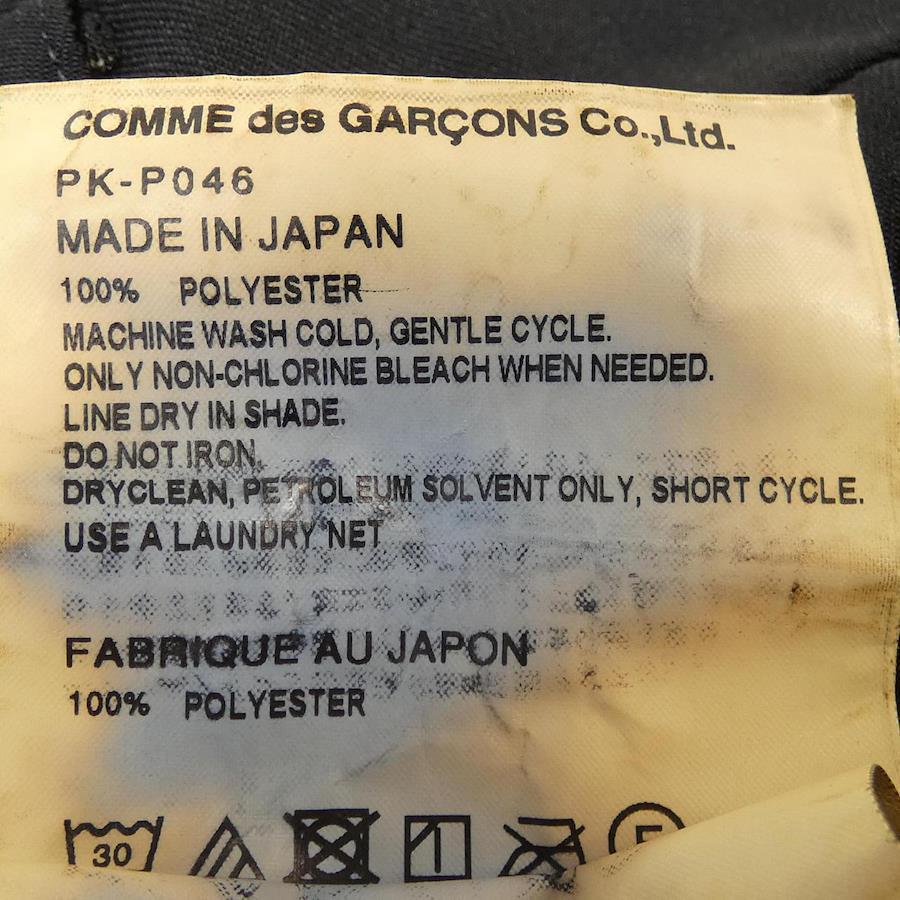 COMME des GARÇONS Co.,Ltd.
PK-P046
MADE IN JAPAN
100% POLYESTER
MACHINE WASH COLD, GENTLE CYCLE.
ONLY NON-CHLORINE BLEACH WHEN NEEDED.
LINE DRY IN SHADE.
DO NOT IRON.
DRYCLEAN, PETROLEUM SOLVENT ONLY, SHORT CYCLE.
USE A LAUNDRY NET
FABRIQUE AU JAPON
100% POLYESTER
30